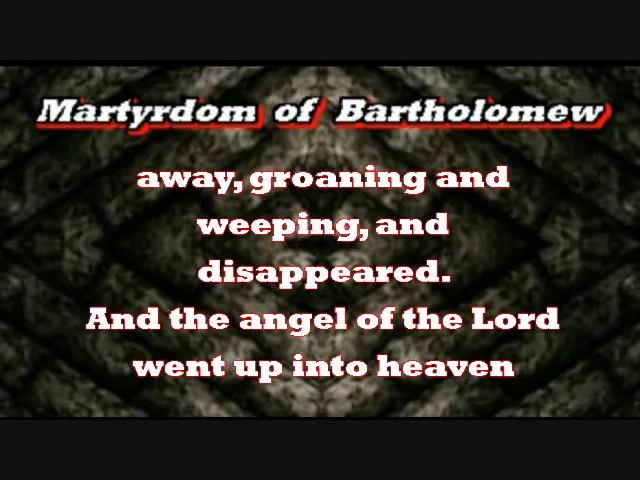 Martyrdom of Bartholomew
away, groaning and
weeping, and
disappeared.
And the angel of the Lord
went up into heaven